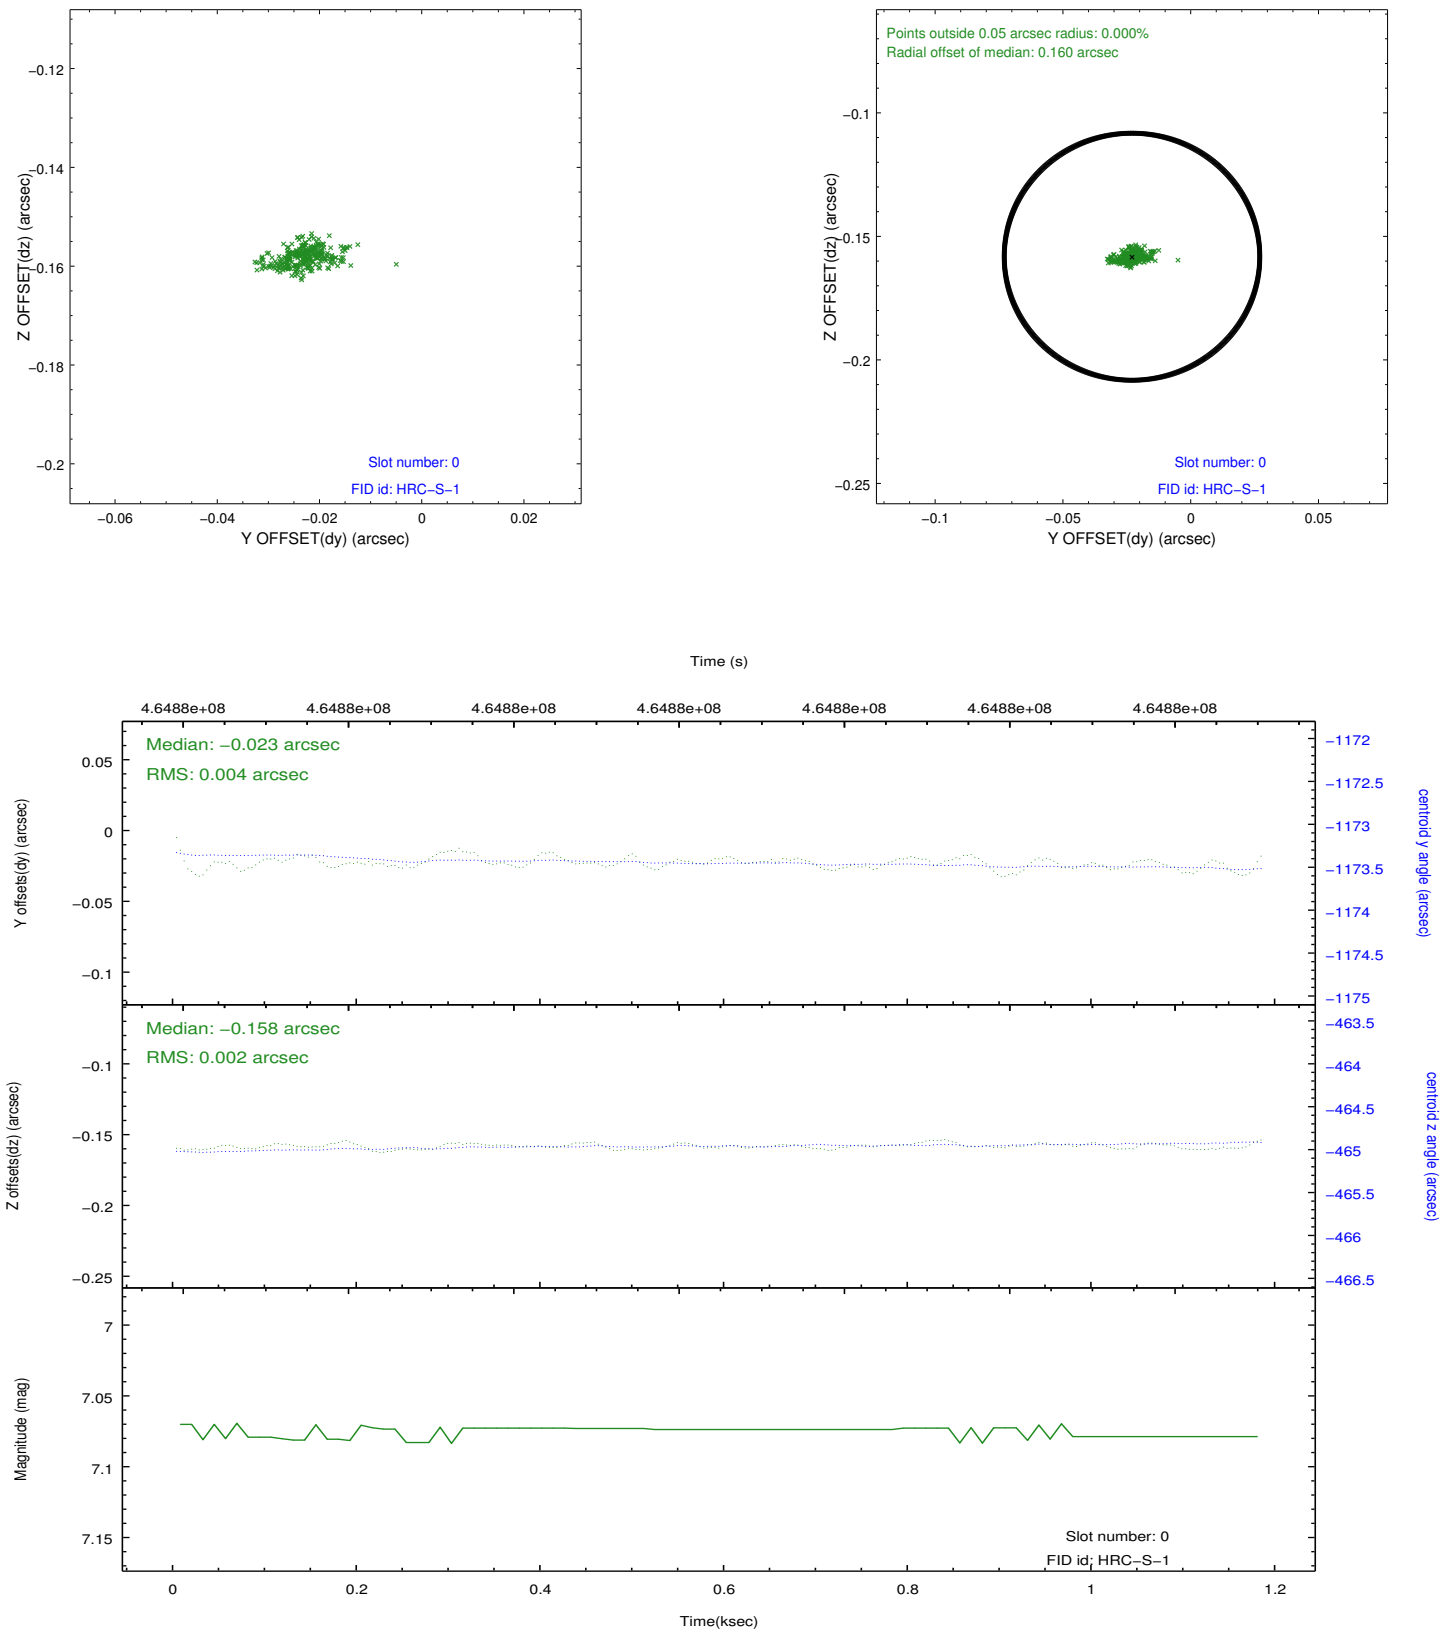 −0.12
−0.14
−0.16
−0.18
−0.2
Z OFFSET(dz) (arcsec)
Slot number: 0
FID id: HRC−S−1
−0.06
−0.04
−0.02
0
0.02
Y OFFSET(dy) (arcsec)
Points outside 0.05 arcsec radius: 0.000%
Radial offset of median: 0.160 arcsec
−0.1
−0.15
−0.2
−0.25
Z OFFSET(dz) (arcsec)
Slot number: 0
FID id: HRC−S−1
−0.1
−0.05
0
0.05
Y OFFSET(dy) (arcsec)
Time (s)
4.6488e+08
4.6488e+08
4.6488e+08
4.6488e+08
4.6488e+08
4.6488e+08
4.6488e+08
Median: −0.023 arcsec
RMS: 0.004 arcsec
0.05
0
−0.05
−0.1
Y offsets(dy) (arcsec)
−1172
−1172.5
−1173
−1173.5
−1174
−1174.5
−1175
centroid y angle (arcsec)
Median: −0.158 arcsec
RMS: 0.002 arcsec
−0.1
−0.15
−0.2
−0.25
Z offsets(dz) (arcsec)
−463.5
−464
−464.5
−465
−465.5
−466
−466.5
centroid z angle (arcsec)
7
7.05
7.1
7.15
Magnitude (mag)
Slot number: 0
FID id: HRC−S−1
0
0.2
0.4
0.6
0.8
1
1.2
Time(ksec)